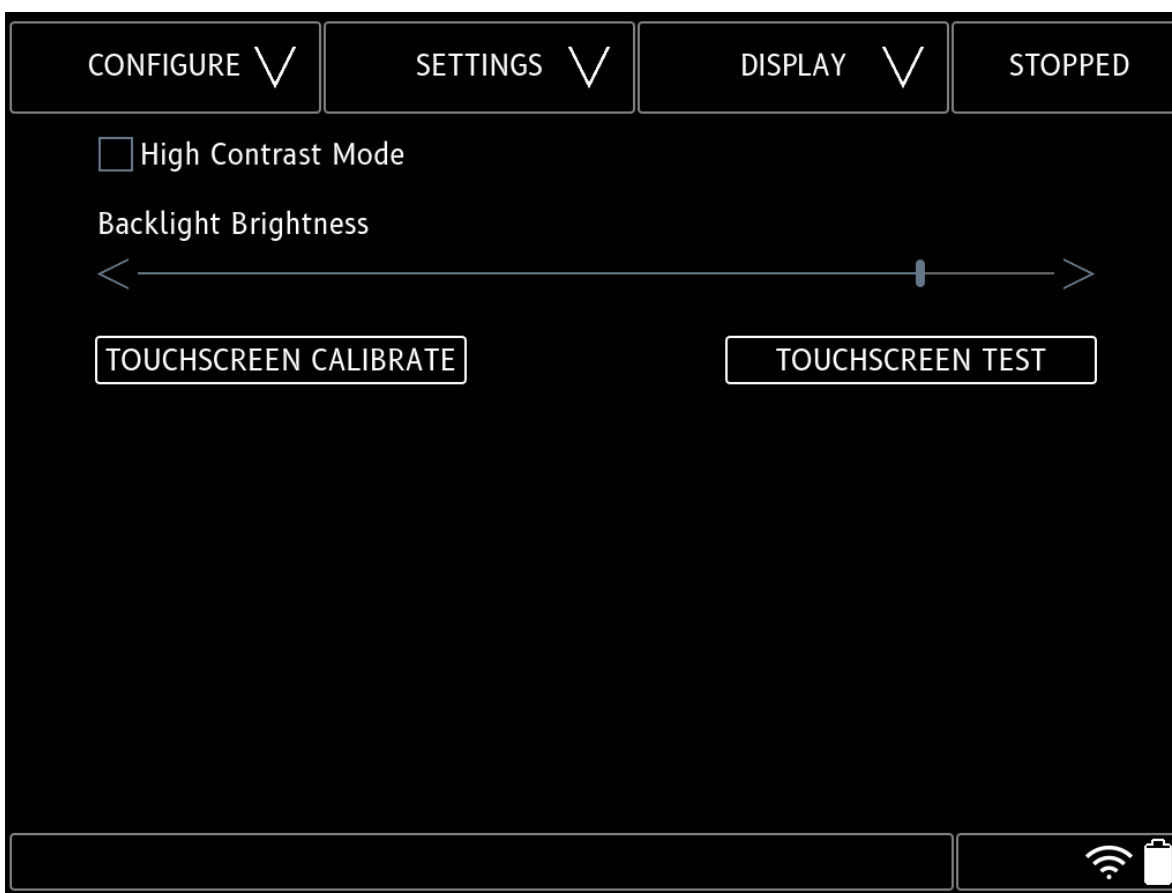 CONFIGURE
SETTINGS
DISPLAY
STOPPED
High Contrast Mode
Backlight Brightness
TOUCHSCREEN CALIBRATE
TOUCHSCREEN TEST